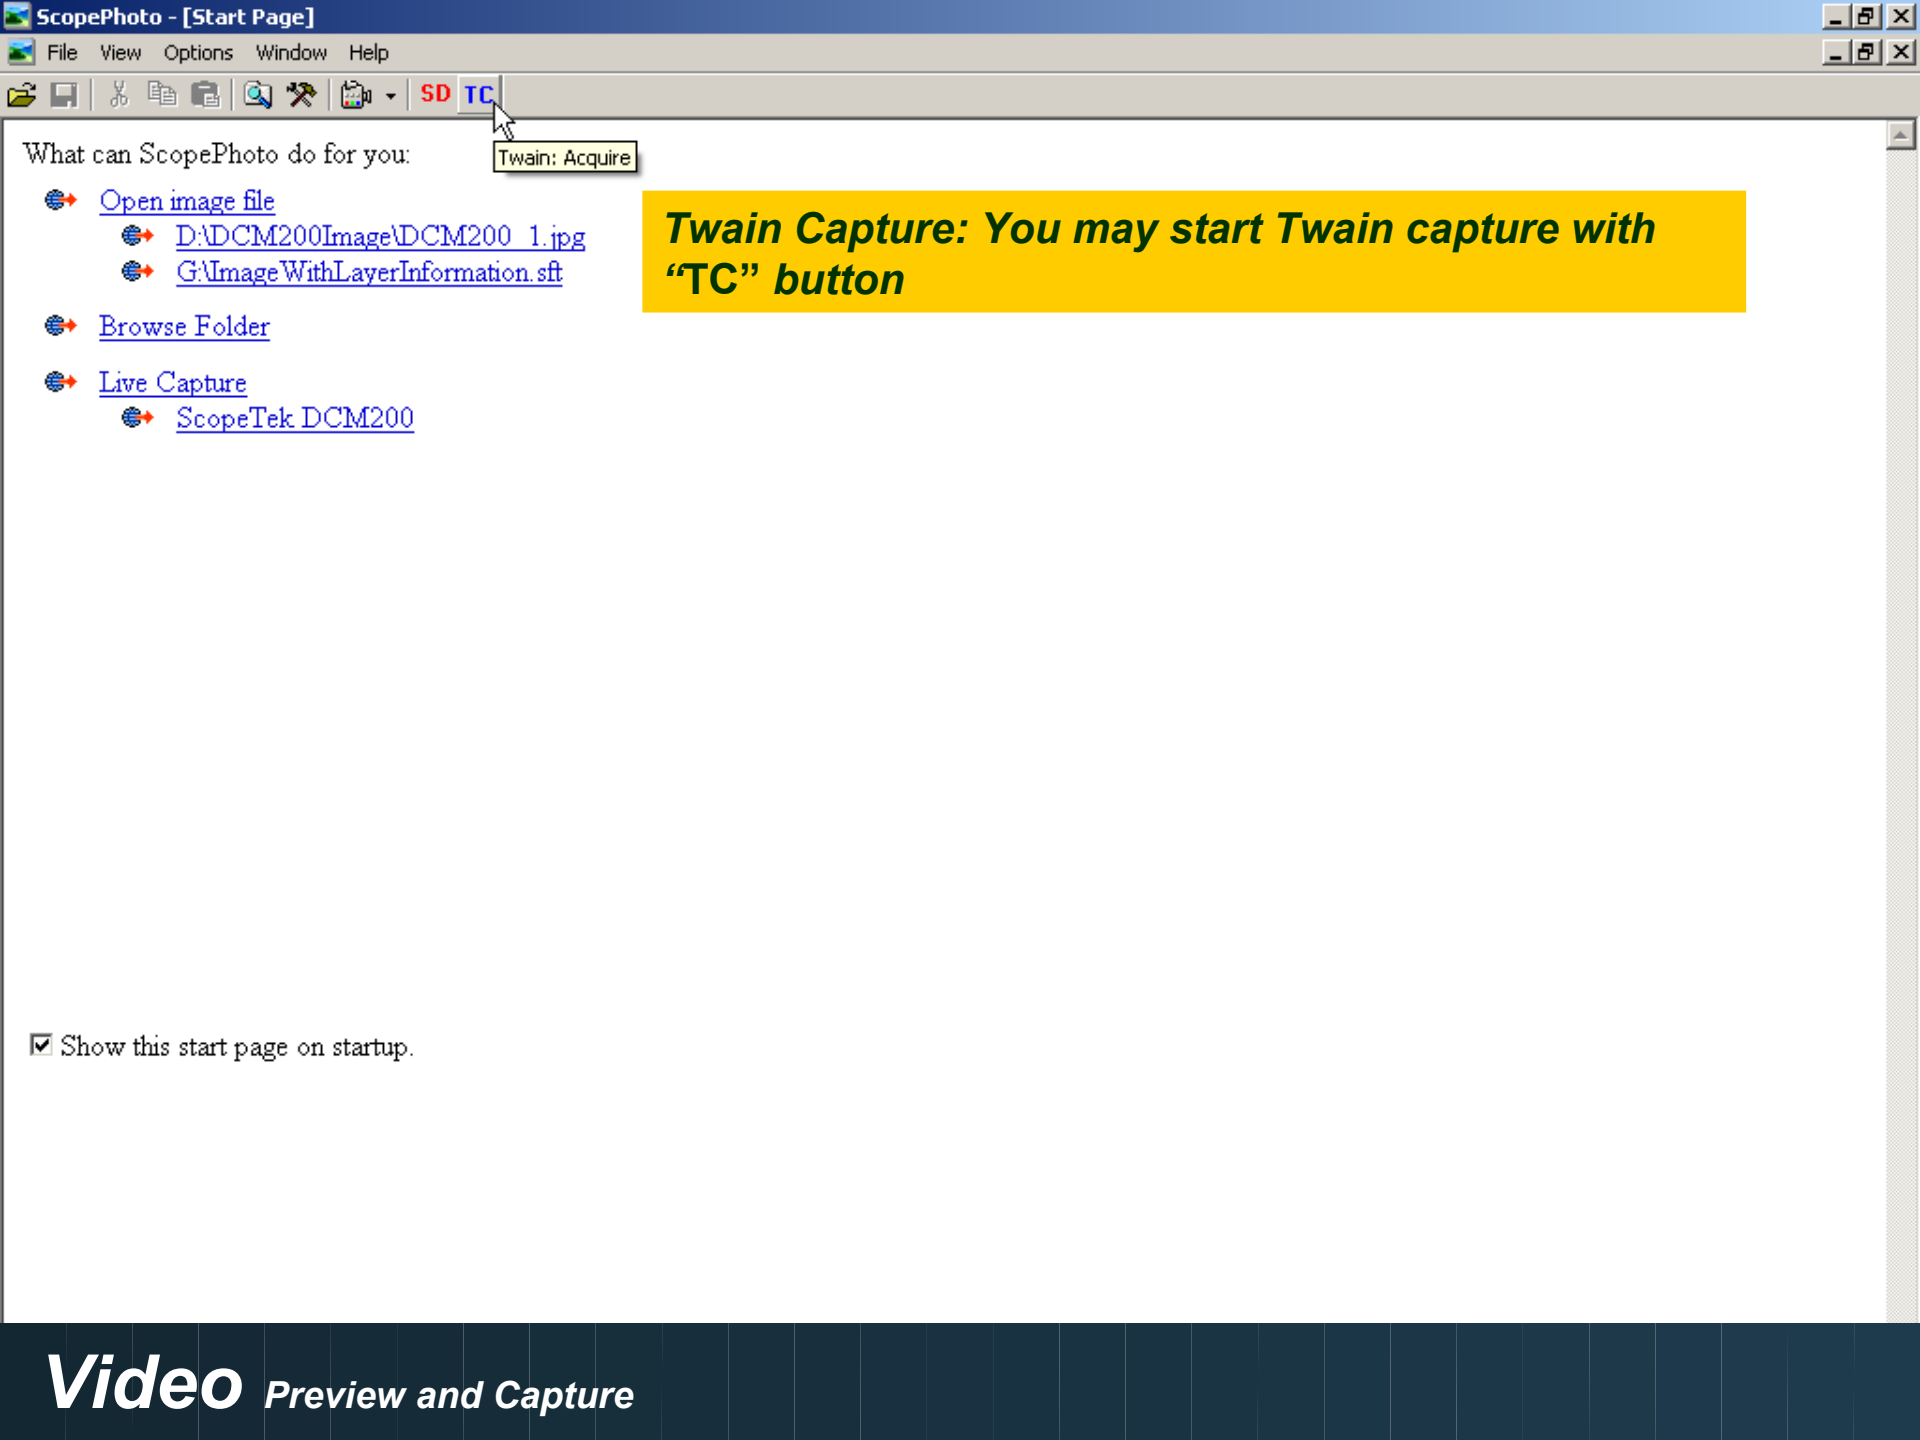 ScopePhoto - [Start Page]
File View Options Window Help
SD TC
Twain: Acquire
What can ScopePhoto do for you:
Open image file
D:\DCM200Image\DCM200_1.jpg
G:\ImageWithLayerInformation.sft
Browse Folder
Live Capture
ScopeTek DCM200
Twain Capture: You may start Twain capture with
“TC” button
Show this start page on startup.
Video Preview and Capture